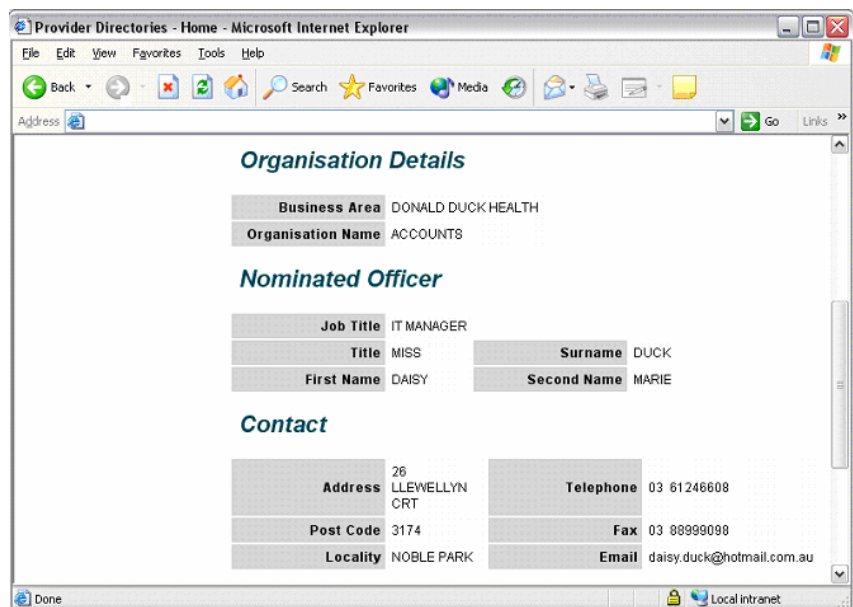 Provider Directories - Home - Microsoft Internet Explorer
File Edit View Favorites Tools Help
Back Search Favorites Media
Address Go Links »
Organisation Details
Business Area DONALD DUCK HEALTH
Organisation Name ACCOUNTS
Nominated Officer
Job Title IT MANAGER
Title MISS Surname DUCK
First Name DAISY Second Name MARIE
Contact
Address 26 LLEWELLYN CRT Telephone 03 61246608
Post Code 3174 Fax 03 88999098
Locality NOBLE PARK Email daisy.duck@hotmail.com.au
Done Local intranet